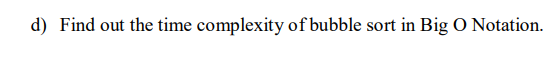 d) Find out the time complexity of bubble sort in Big O Notation.